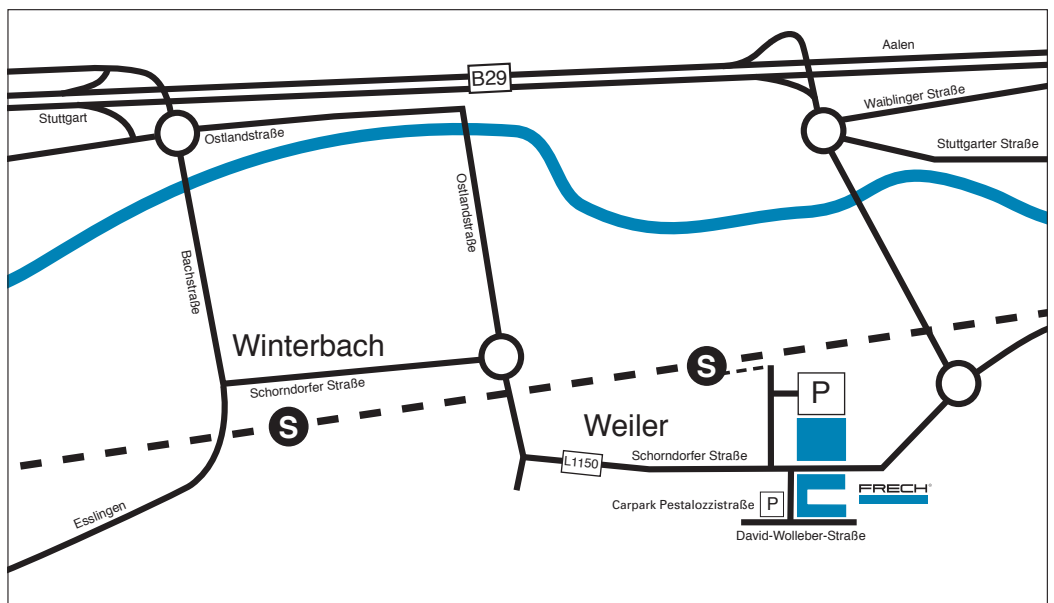 Aalen
B29
Waiblinger Straße
Stuttgart
Ostlandstraße
Stuttgarter Straße
Ostlandstraße
Bachstraße
Winterbach
Schorndorfer Straße
S
P
S
Weiler
Schorndorfer Straße
L1150
FRECH®
Carpark Pestalozzistraße
P
Esslingen
David-Wolleber-Straße